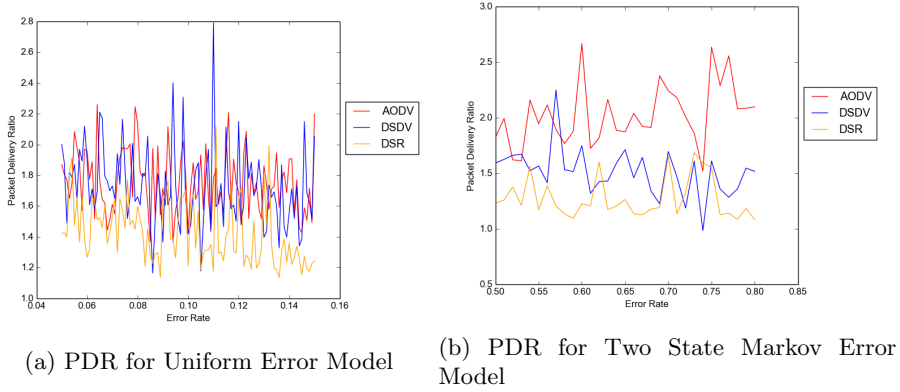 2.8
2.6
2.4
2.2
2.0
1.8
1.6
1.4
1.2
1.0
0.04
0.06
0.08
0.10
0.12
0.14
0.16
Packet Delivery Ratio
Error Rate
AODV
DSDV
DSR
(a) PDR for Uniform Error Model
3.0
2.5
2.0
1.5
1.0
0.5
0.50
0.55
0.60
0.65
0.70
0.75
0.80
0.85
Packet Delivery Ratio
Error Rate
AODV
DSDV
DSR
(b) PDR for Two State Markov Error
Model